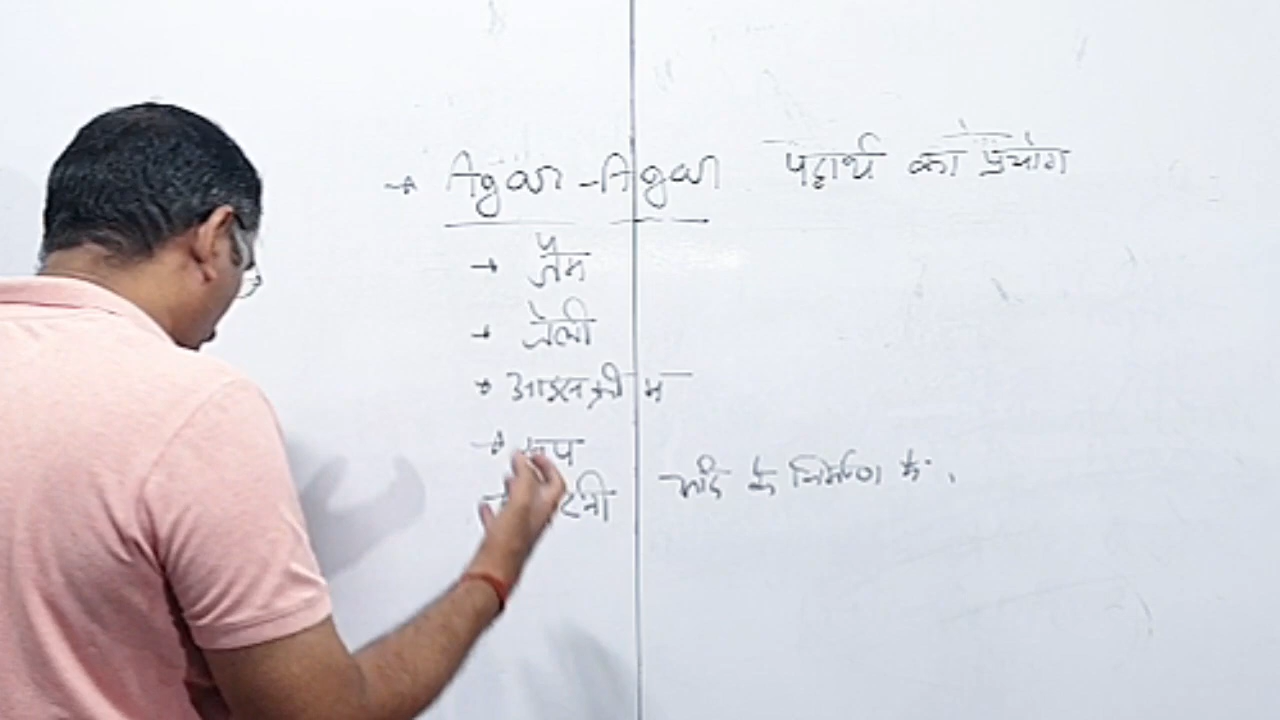 → Agar-Agar पदार्थ का प्रयोग
→ जैम
→ जेली
→ आइसक्रीम
→ सूप
आदि के निर्माण में।